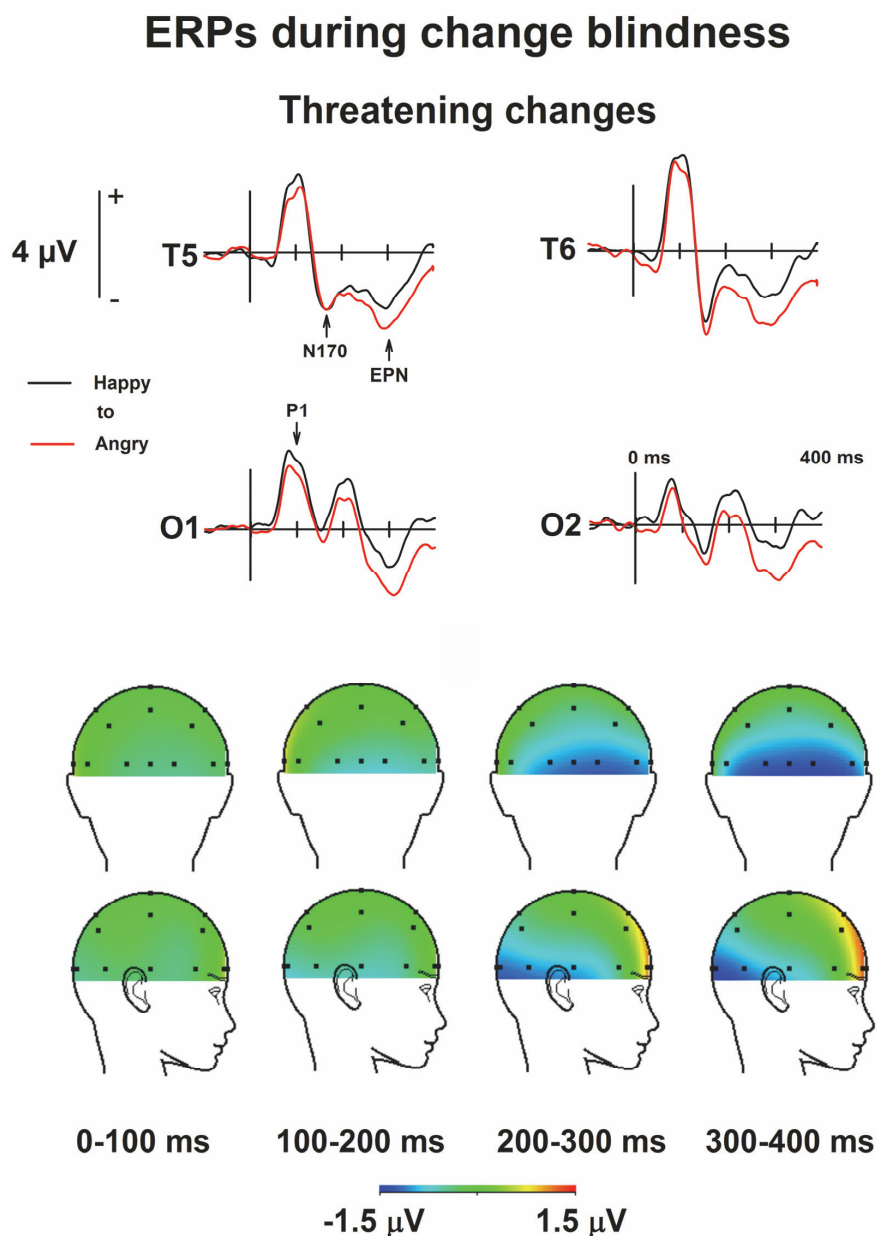 ERPs during change blindness
Threatening changes
+
4 μV
-
T5
T6
N170
EPN
Happy
to
Angry
P1
0 ms
400 ms
O1
O2
0-100 ms
100-200 ms
200-300 ms
300-400 ms
-1.5 μV
1.5 μV